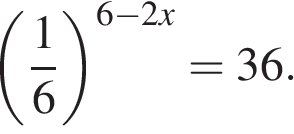 (1/6)^{6−2x} = 36.